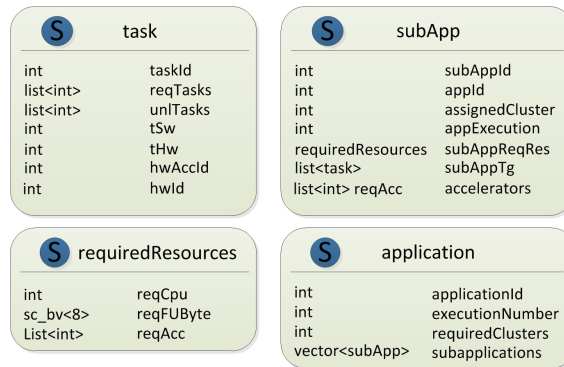 S task
int taskId
list<int> reqTasks
list<int> unlTasks
int tSw
int tHw
int hwAccId
int hwId
S subApp
int subAppId
int appId
int assignedCluster
int appExecution
requiredResources subAppReqRes
list<task> subAppTg
list<int> reqAcc accelerators
S requiredResources
int reqCpu
sc_bv<8> reqFUByte
List<int> reqAcc
S application
int applicationId
int executionNumber
int requiredClusters
vector<subApp> subapplications